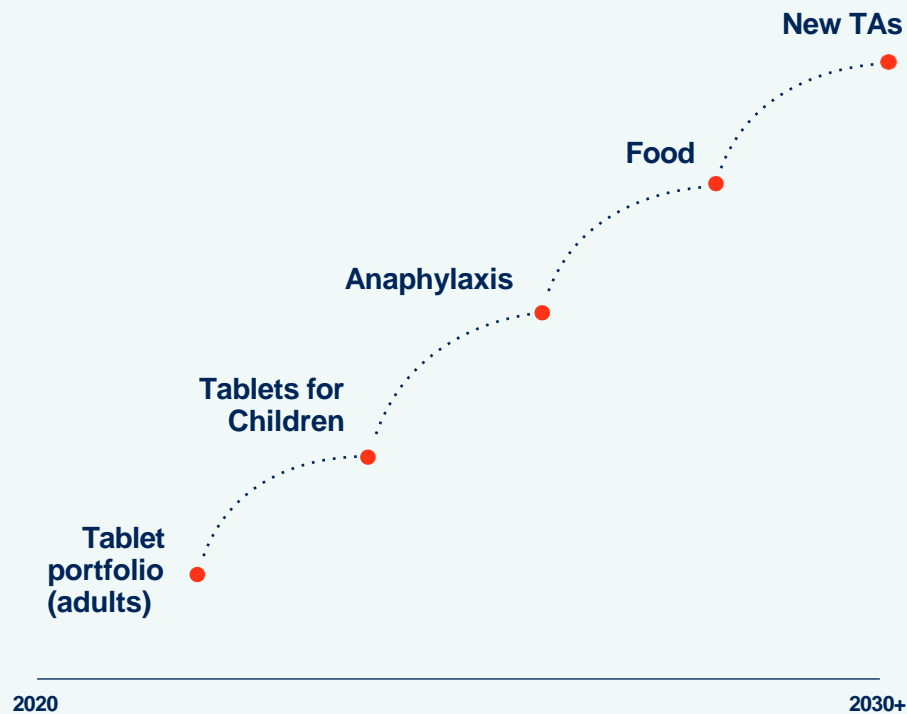 New TAs
Food
Anaphylaxis
Tablets for
Children
Tablet
portfolio
(adults)
2020
2030+